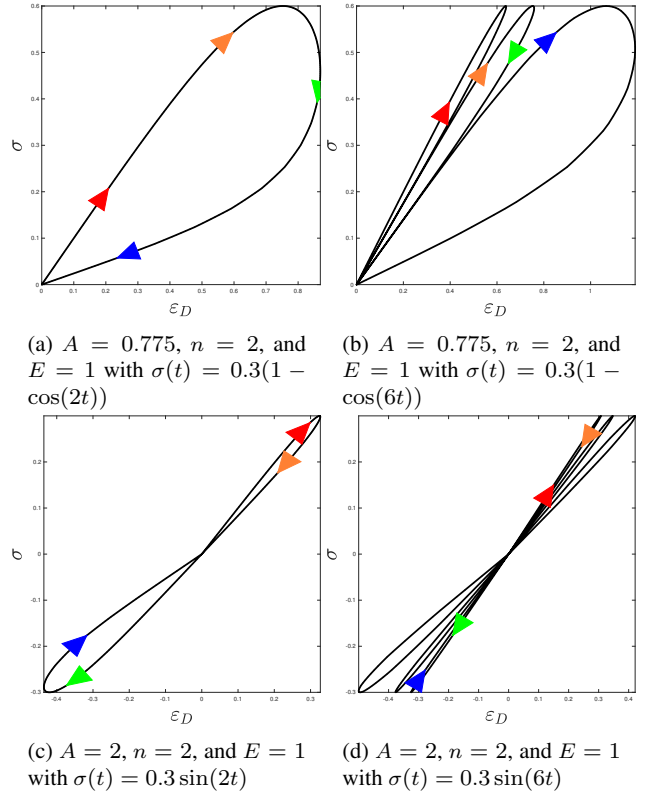 0.6
0.5
0.4
0.3
0.2
0.1
0
σ
0 0.1 0.2 0.3 0.4 0.5 0.6 0.7 0.8
ε_D
0.6
0.5
0.4
0.3
0.2
0.1
0
σ
0 0.2 0.4 0.6 0.8 1
ε_D
(a) A = 0.775, n = 2, and
E = 1 with σ(t) = 0.3(1 −
cos(2t))
(b) A = 0.775, n = 2, and
E = 1 with σ(t) = 0.3(1 −
cos(6t))
0.2
0.1
0
-0.1
-0.2
-0.3
σ
-0.4 -0.3 -0.2 -0.1 0 0.1 0.2 0.3
ε_D
0.2
0.1
0
-0.1
-0.2
-0.3
σ
-0.4 -0.3 -0.2 -0.1 0 0.1 0.2 0.3 0.4
ε_D
(c) A = 2, n = 2, and E = 1
with σ(t) = 0.3 sin(2t)
(d) A = 2, n = 2, and E = 1
with σ(t) = 0.3 sin(6t)